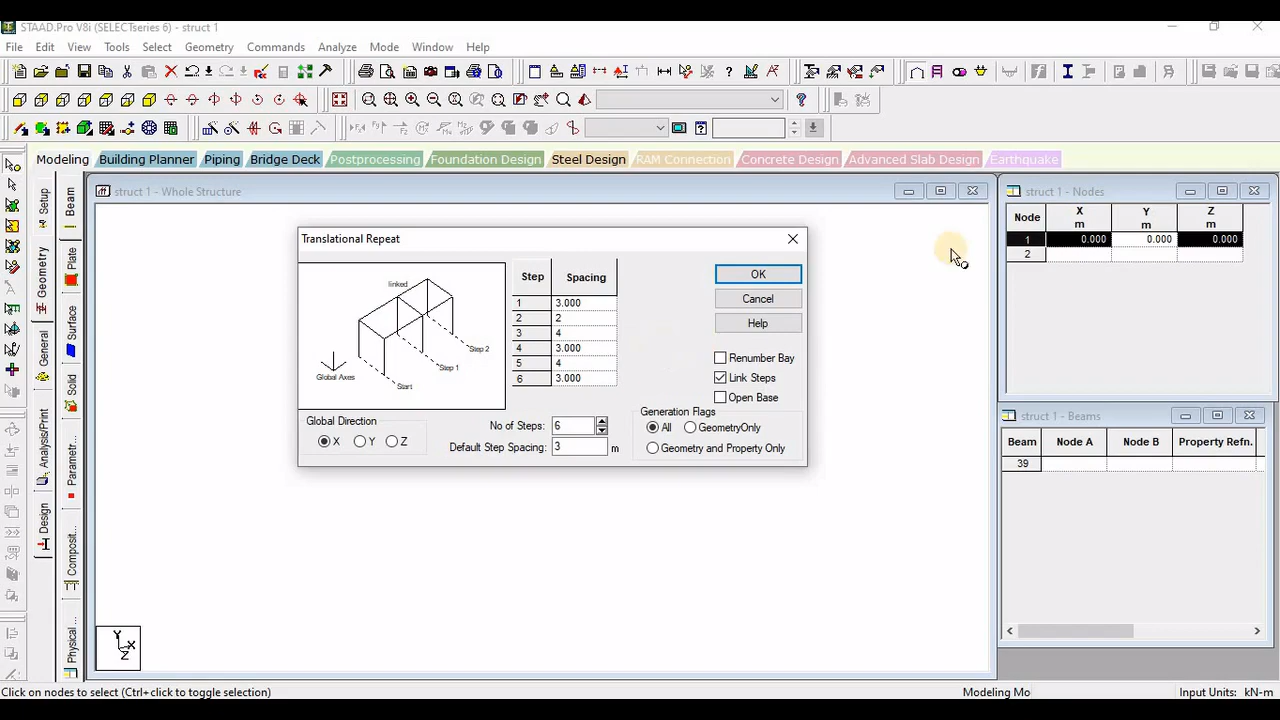 STAAD.Pro V8i (SELECTseries 6) - struct 1
File Edit View Tools Select Geometry Commands Analyze Mode Window Help
Modeling Building Planner Piping Bridge Deck Postprocessing Foundation Design Steel Design RAM Connection Concrete Design Advanced Slab Design Earthquake
Setup
Geometry
General
Analysis/Print
Design
Beam
Plate
Surface
Solid
Parametr...
Composit...
Physical ...
struct 1 - Whole Structure
Translational Repeat
linked
Step 2
Step 1
Start
Global Axes
Step Spacing
1 3.000
2 2
3 4
4 3.000
5 4
6 3.000
OK
Cancel
Help
Renumber Bay
Link Steps
Open Base
Global Direction
X Y Z
No of Steps: 6
Default Step Spacing: 3 m
Generation Flags
All GeometryOnly
Geometry and Property Only
Y
X
Z
struct 1 - Nodes
Node X m Y m Z m
1 0.000 0.000 0.000
2
struct 1 - Beams
Beam Node A Node B Property Refn.
39
Click on nodes to select (Ctrl+click to toggle selection)
Modeling Mo
Input Units: kN-m